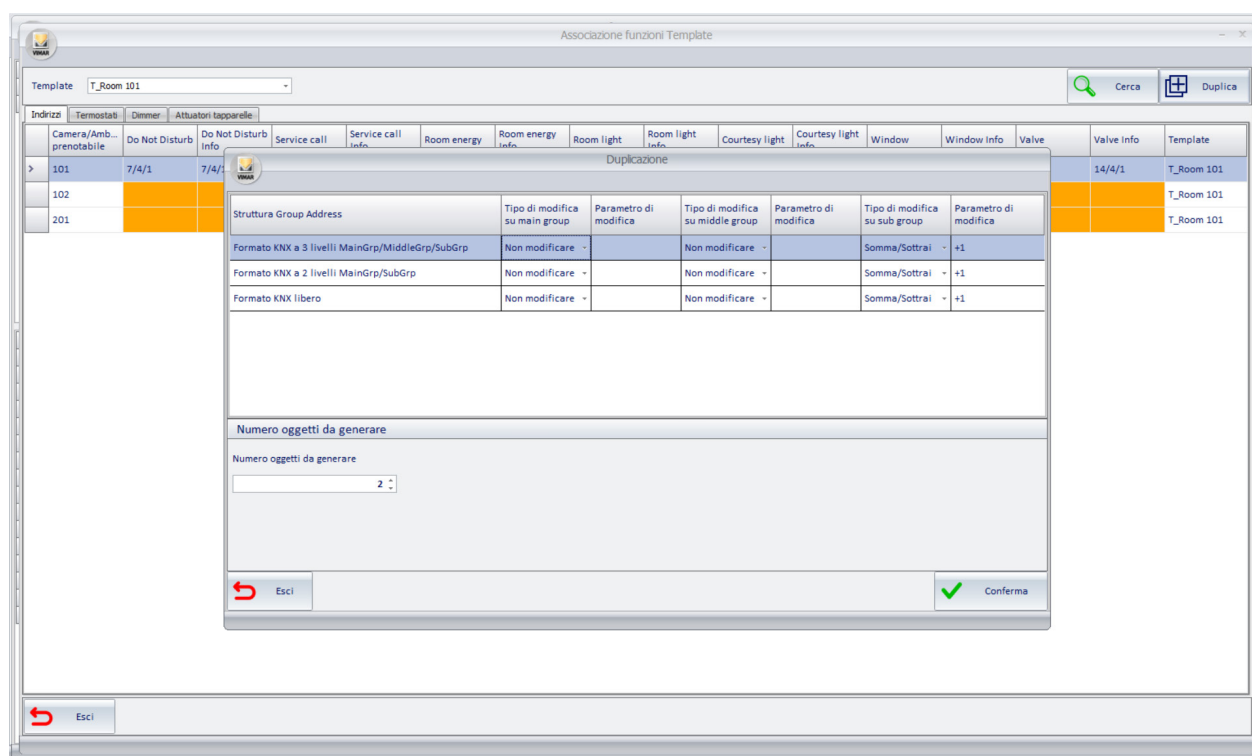 Associazione funzioni Template
VIMAR
Template T_Room 101
Cerca
Duplica
Indirizzi Termostati Dimmer Attuatori tapparelle
Camera/Amb... prenotabile
Do Not Disturb
Do Not Disturb Info
Service call
Service call Info
Room energy
Room energy Info
Room light
Room light Info
Courtesy light
Courtesy light Info
Window
Window Info
Valve
Valve Info
Template
> 101 7/4/1 7/4/ 14/4/1 T_Room 101
102 T_Room 101
201 T_Room 101
Duplicazione
VIMAR
Struttura Group Address
Tipo di modifica su main group
Parametro di modifica
Tipo di modifica su middle group
Parametro di modifica
Tipo di modifica su sub group
Parametro di modifica
Formato KNX a 3 livelli MainGrp/MiddleGrp/SubGrp Non modificare Non modificare Somma/Sottrai +1
Formato KNX a 2 livelli MainGrp/SubGrp Non modificare Non modificare Somma/Sottrai +1
Formato KNX libero Non modificare Non modificare Somma/Sottrai +1
Numero oggetti da generare
Numero oggetti da generare
2
Esci
Conferma
Esci